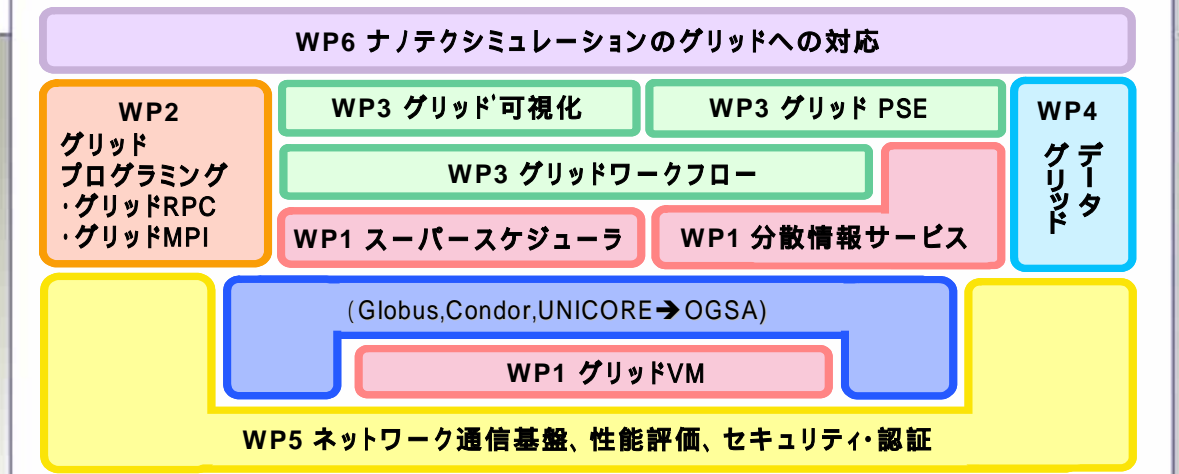 WP6 ナノテクシミュレーションのグリッドへの対応
WP2
グリッド
プログラミング
・グリッドRPC
・グリッドMPI
WP3 グリッド可視化
WP3 グリッド PSE
WP4
データ
グリッド
WP3 グリッドワークフロー
WP1 スーパースケジューラ
WP1 分散情報サービス
(Globus,Condor,UNICORE➔OGSA)
WP1 グリッドVM
WP5 ネットワーク通信基盤、性能評価、セキュリティ・認証